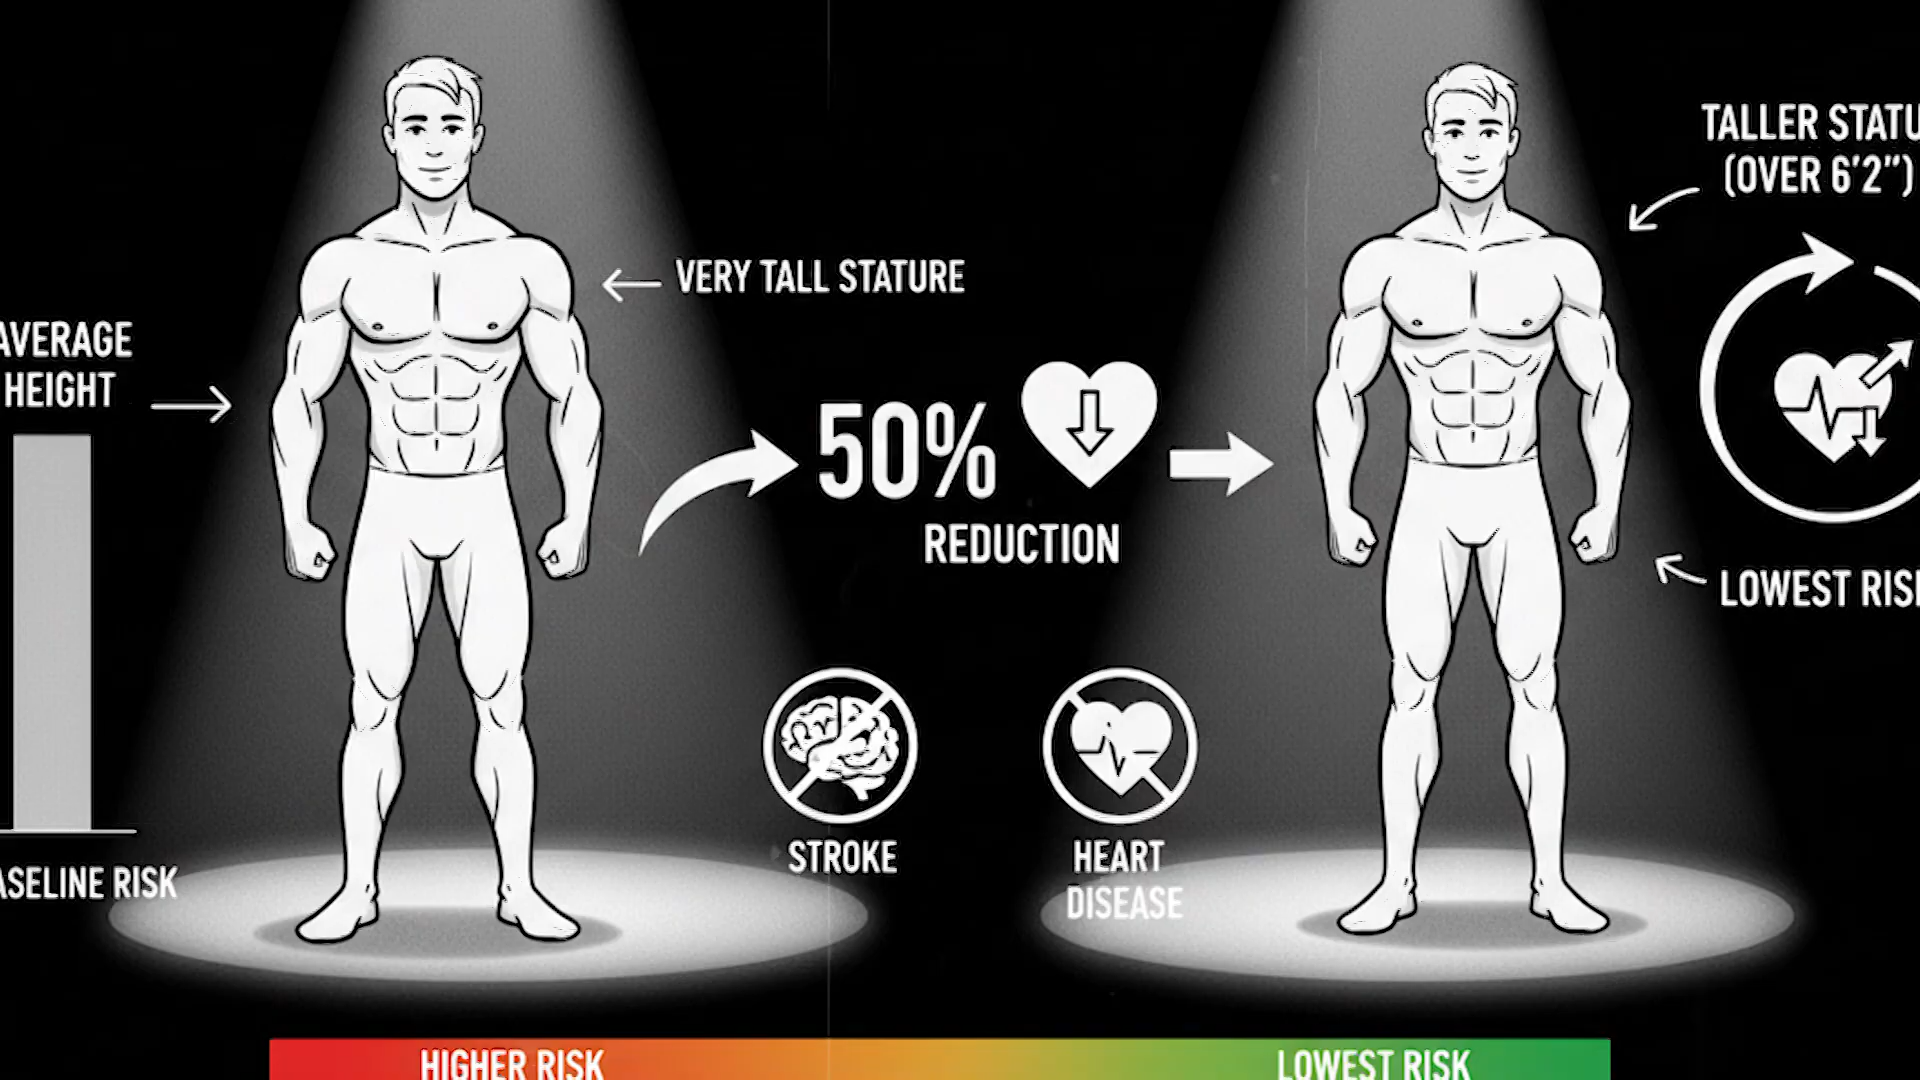 AVERAGE
HEIGHT
ASELINE RISK
VERY TALL STATURE
50%
REDUCTION
STROKE
HEART
DISEASE
TALLER STATU
(OVER 6'2")
LOWEST RISK
HIGHER RISK
LOWEST RISK